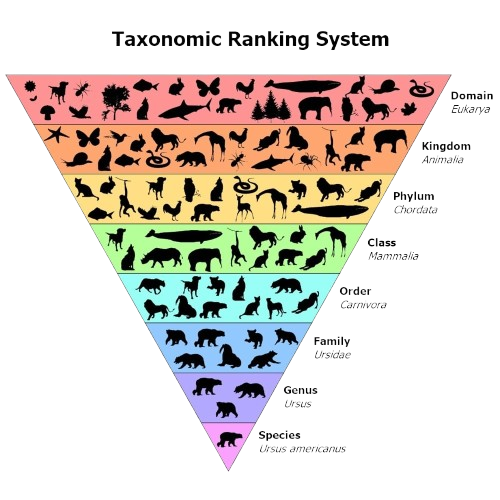 Taxonomic Ranking System
Domain
Eukarya
Kingdom
Animalia
Phylum
Chordata
Class
Mammalia
Order
Carnivora
Family
Ursidae
Genus
Ursus
Species
Ursus americanus